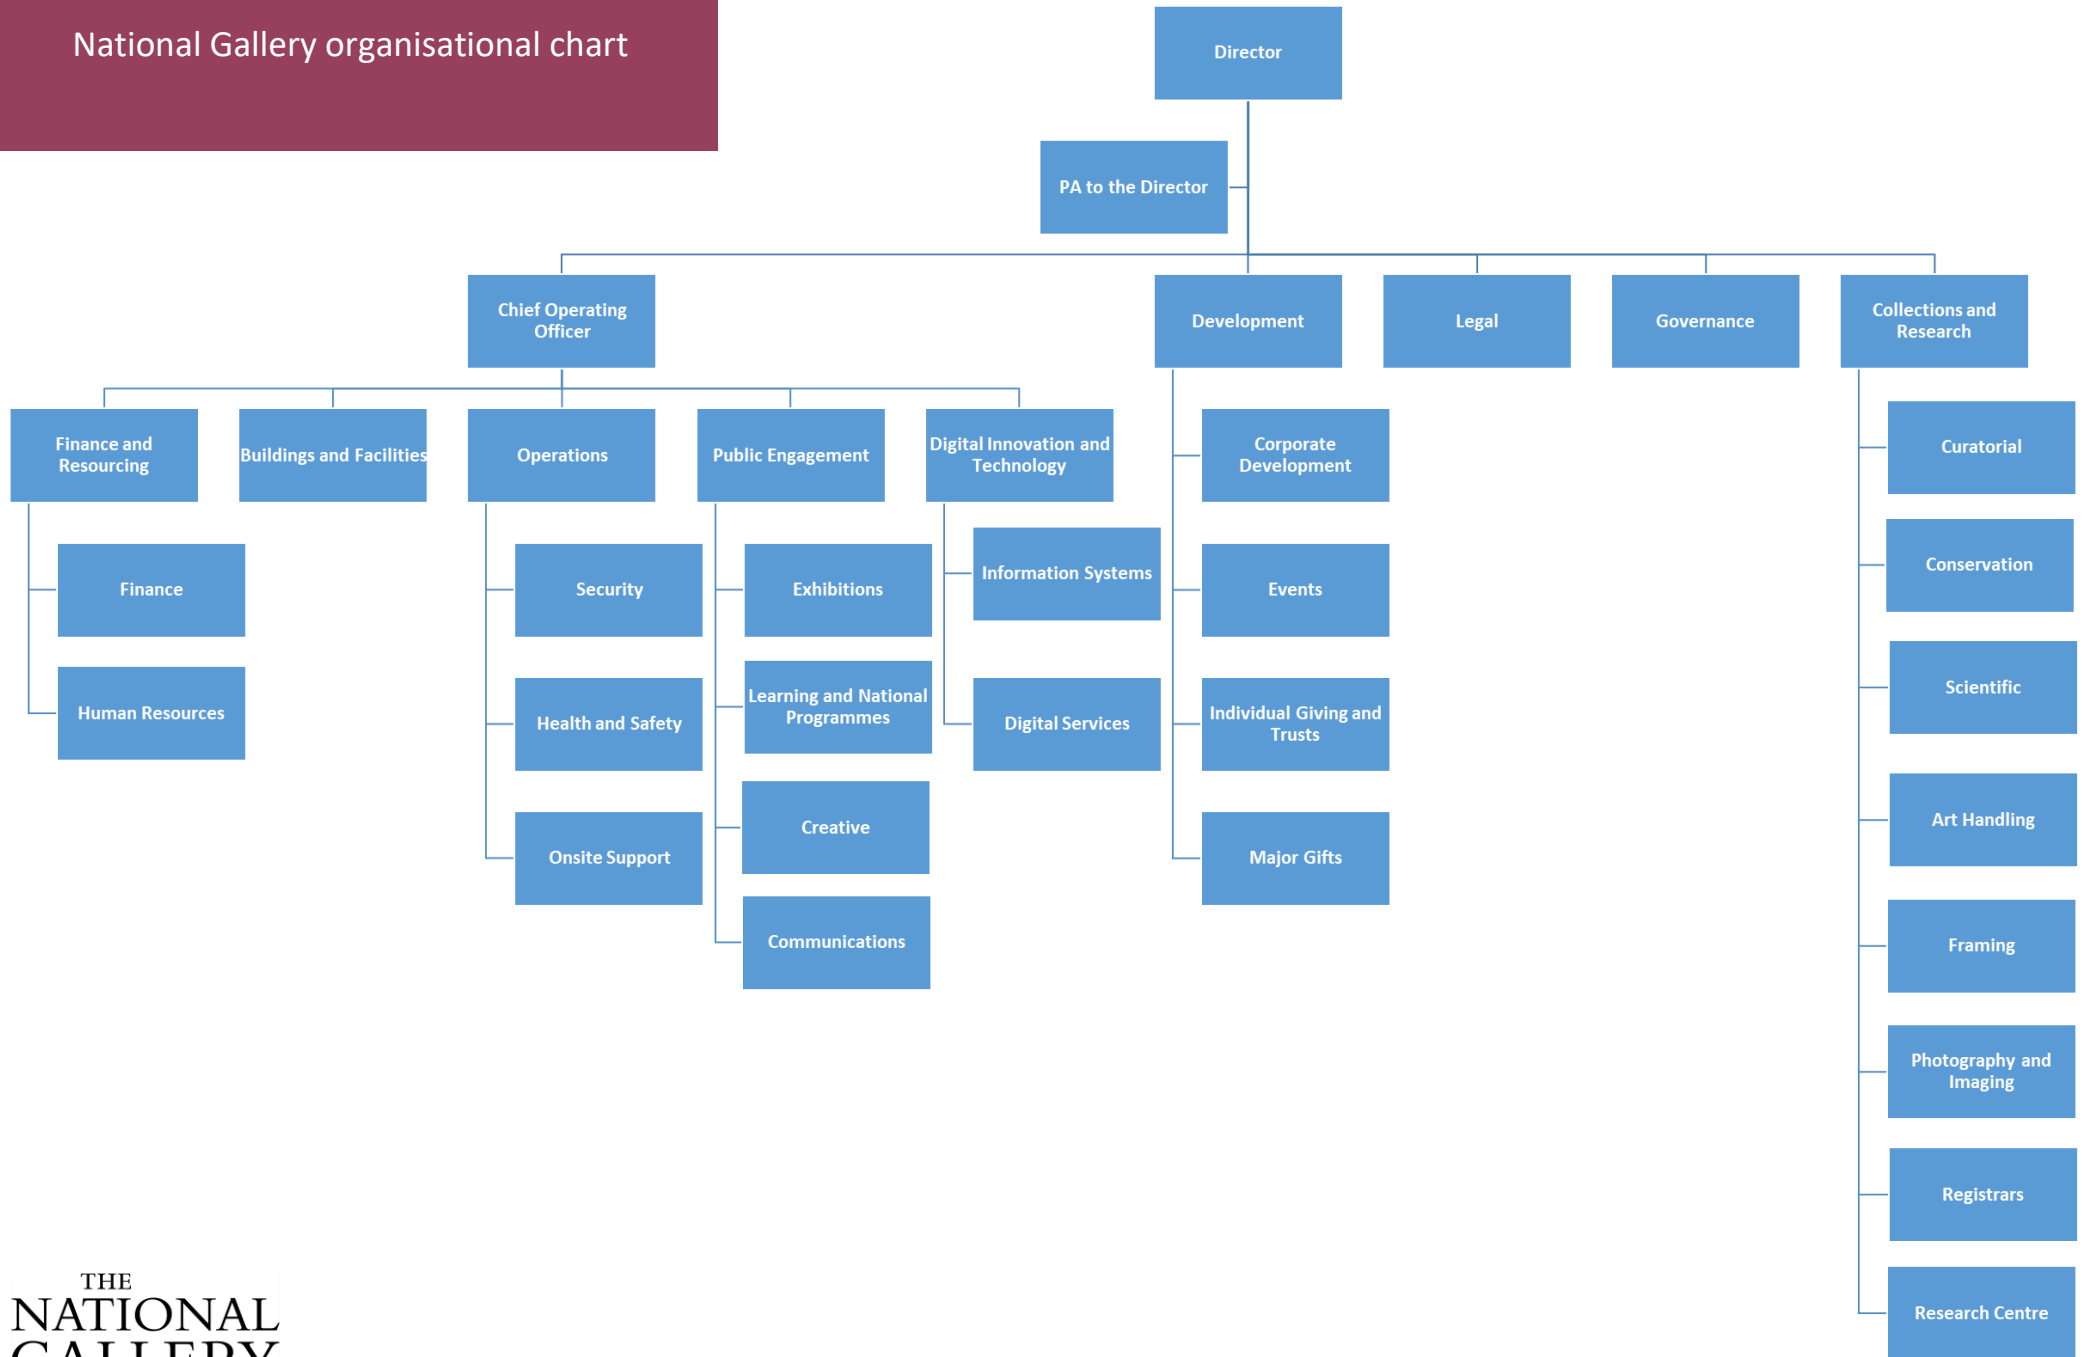 National Gallery organisational chart
Director
PA to the Director
Chief Operating
Officer
Development
Legal
Governance
Collections and
Research
Finance and
Resourcing
Buildings and Facilities
Operations
Public Engagement
Digital Innovation and
Technology
Finance
Human Resources
Security
Health and Safety
Onsite Support
Exhibitions
Learning and National
Programmes
Creative
Communications
Information Systems
Digital Services
Corporate
Development
Events
Individual Giving and
Trusts
Major Gifts
Curatorial
Conservation
Scientific
Art Handling
Framing
Photography and
Imaging
Registrars
Research Centre
THE
NATIONAL
GALLERY